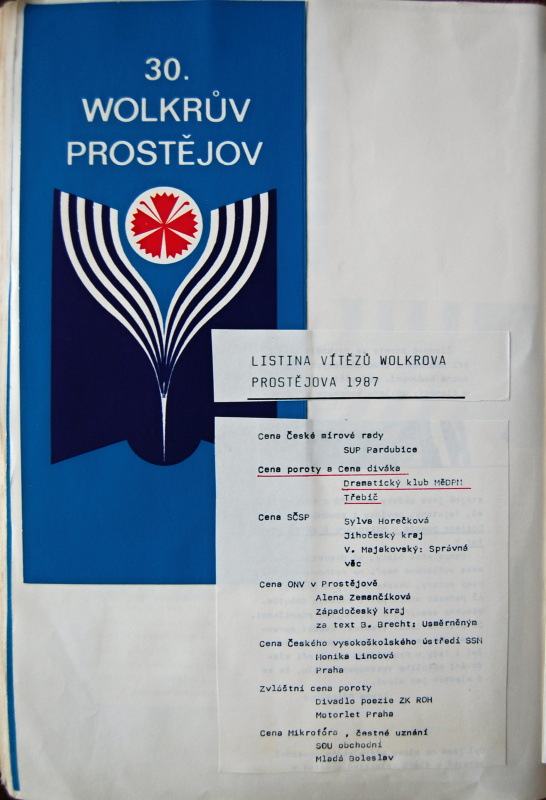 30.
WOLKRŮV
PROSTĚJOV
LISTINA VÍTĚZŮ WOLKROVA
PROSTĚJOVA 1987
Cena České mírové rady
SUP Pardubice
Cena poroty a Cena diváka
Dramatický klub MěDPM
Třebíč
Cena SČSP
Sylva Horečková
Jihočeský kraj
V. Majakovský: Správná
věc
Cena ONV v Prostějově
Alena Zemančíková
Západočeský kraj
za text B. Brecht: Usměrněným
Cena Českého vysokoškolského ústředí SSM
Monika Lincová
Praha
Zvláštní cena poroty
Divadlo poezie ZK ROH
Motorlet Praha
Cena Mikrofóra , čestné uznání
SOU obchodní
Mladá Boleslav